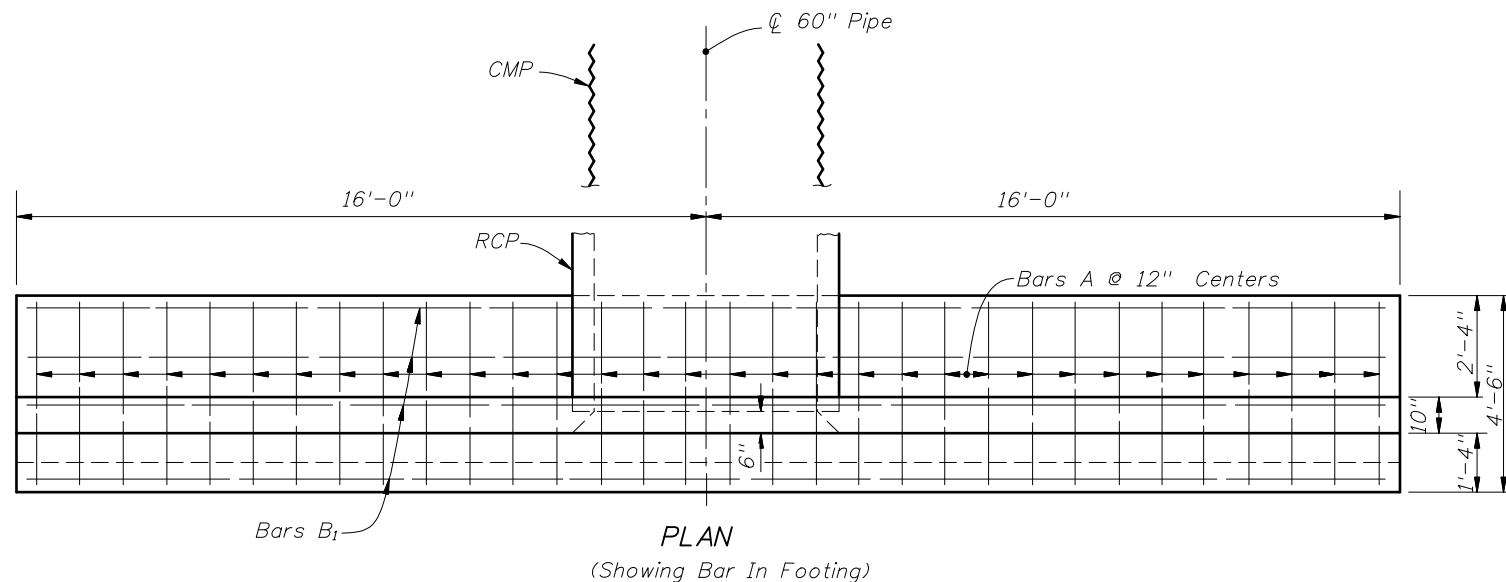 ℄ 60" Pipe
CMP
16'-0"
16'-0"
RCP
Bars A @ 12" Centers
2'-4"
4'-6"
10"
1'-4"
6"
Bars B₁
PLAN
(Showing Bar In Footing)